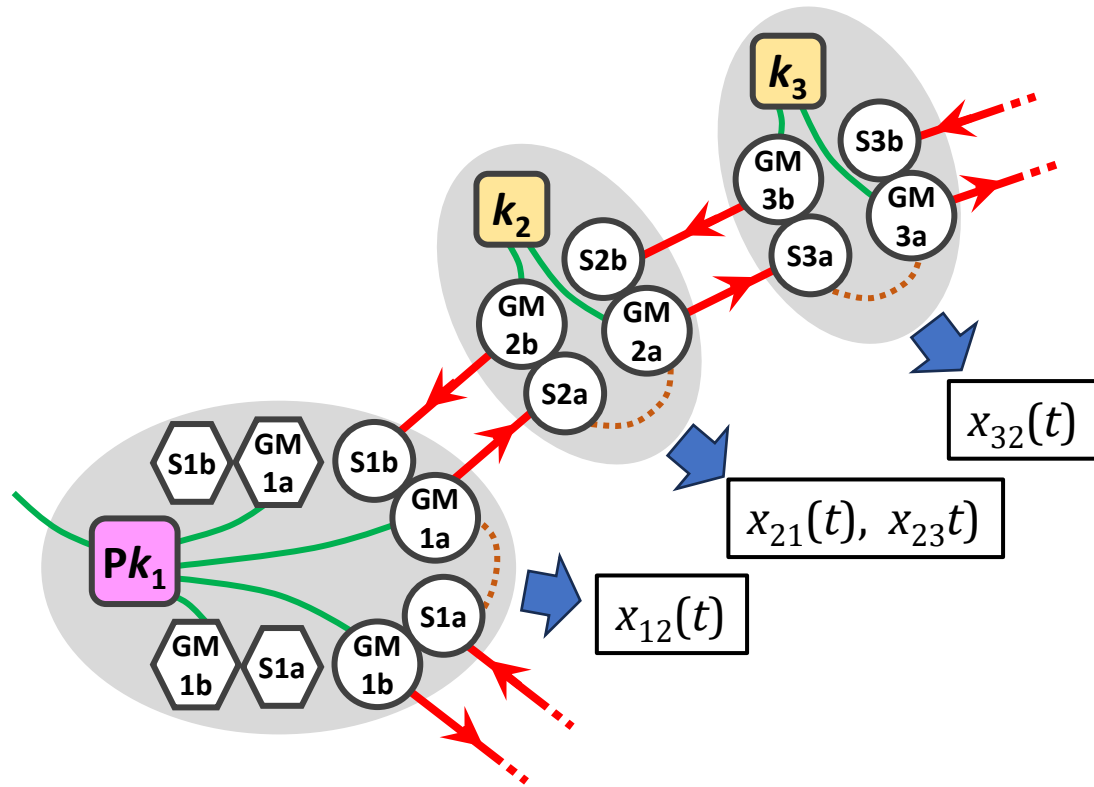 k3
S3b
GM
3b
GM
3a
S3a
k2
S2b
GM
2b
GM
2a
S2a
x32(t)
x21(t), x23t)
S1b
GM
1a
S1b
GM
1a
Pk1
S1a
GM
1b
S1a
GM
1b
x12(t)